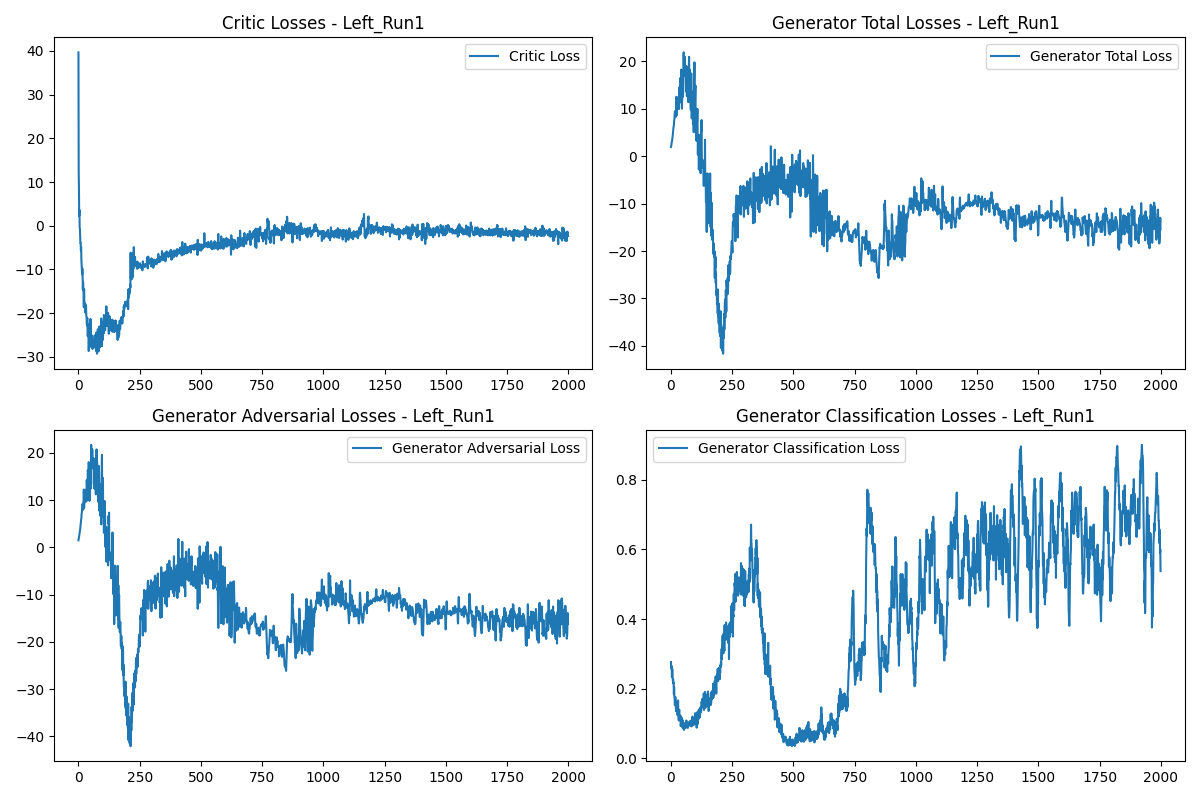 Critic Losses - Left_Run1
Critic Loss
40
30
20
10
0
−10
−20
−30
0 250 500 750 1000 1250 1500 1750 2000
Generator Total Losses - Left_Run1
Generator Total Loss
20
10
0
−10
−20
−30
−40
0 250 500 750 1000 1250 1500 1750 2000
Generator Adversarial Losses - Left_Run1
Generator Adversarial Loss
20
10
0
−10
−20
−30
−40
0 250 500 750 1000 1250 1500 1750 2000
Generator Classification Losses - Left_Run1
Generator Classification Loss
0.8
0.6
0.4
0.2
0.0
0 250 500 750 1000 1250 1500 1750 2000